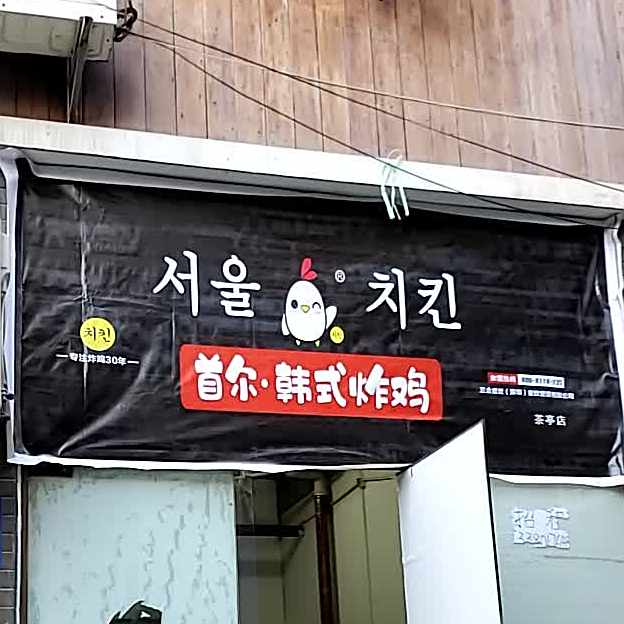 서울 ® 치킨
치킨
专注炸鸡30年
首尔·韩式炸鸡
茶亭店